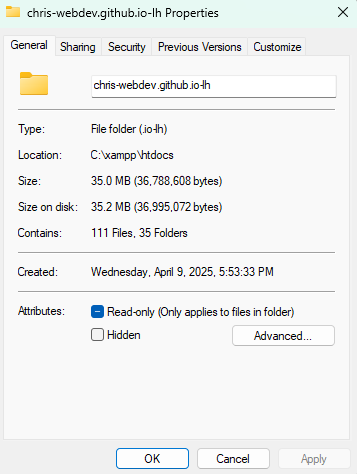 chris-webdev.github.io-lh Properties
General Sharing Security Previous Versions Customize
chris-webdev.github.io-lh
Type: File folder (.io-lh)
Location: C:\xampp\htdocs
Size: 35.0 MB (36,788,608 bytes)
Size on disk: 35.2 MB (36,995,072 bytes)
Contains: 111 Files, 35 Folders
Created: Wednesday, April 9, 2025, 5:53:33 PM
Attributes: Read-only (Only applies to files in folder)
Hidden Advanced...
OK Cancel Apply